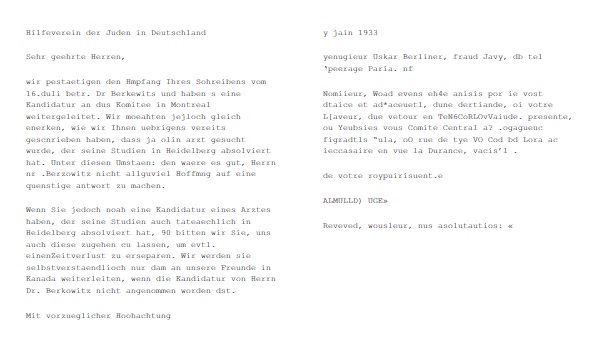 Hilfeverein der Juden in Deutschland
Sehr geehrte Herren,
wir pestaetigen den Hmpfang Ihres Sohreibens vom
16.duli betr. Dr Berkewits und haben s eine
Kandidatur an dus Komitee in Montreal
weitergeleitet. Wir moeahten jejloch gleich
enerken, wie wir Ihnen uebrigens vereits
gescnrieben haben, dass ja olin arzt gesucht
wurde, der seine Studien in Heidelberg absolviert
hat. Unter diesen Umstaen: den waere es gut, Herrn
nr .Berzowitz nicht allguviel Hoffmng auf eine
quenstige antwort zu machen.
Wenn Sie jedoch noah eine Kandidatur eines Arztes
haben, der seine Studien auch tateaechlich in
Heidelberg absolviert hat, 90 bitten wir Sie, uns
auch diese zugehen cu lassen, um evtl.
einenZeitverlust zu erseparen. Wir werden sie
selbstverstaendlioch nur dam an unsere Freunde in
Kanada weiterleiten, wenn die Kandidatur von Herrn
Dr. Berkowitz nicht angenommen worden dst.
Mit vorzueglicher Hoohachtung
y jain 1933
yenugieur Uskar Berliner, fraud Javy, db tel
‘peerage Paria. nf
Nomiieur, Woad evens eh4e anisis por ie vost
dtaice et ad*aceuetl, dune dertiande, oi votre
L[aveur, due vetour en TeN6CoRLOvVaiude. presente,
ou Yeubsies vous Comite Central a? .ogagueuc
figradtls "ula, oO rue de tye VO Cod bd Lora ac
leccasaire en vue la Durance, vacis’l .
de votre roypuirisuent.e
ALMULLD) UGE»
Reveved, wousleur, nus asolutautios: «